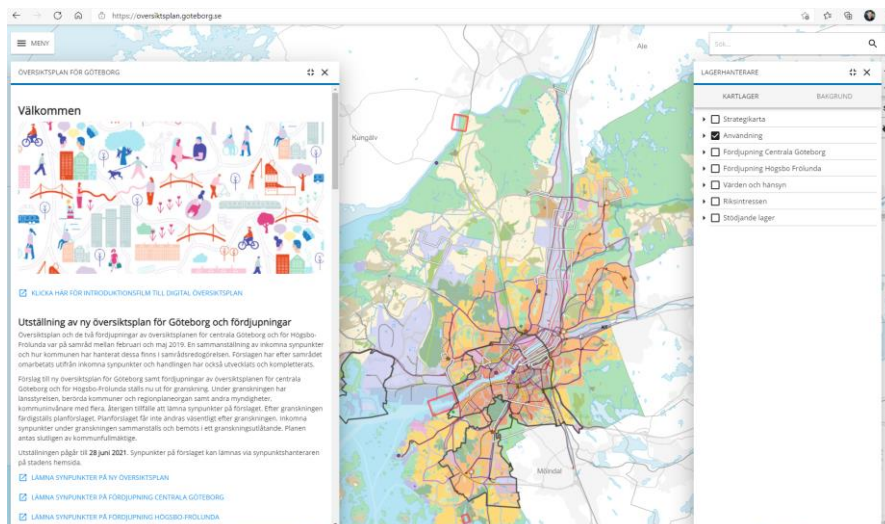 https://oversiktsplan.goteborg.se
MENY
Sök...
ÖVERSIKTSPLAN FÖR GÖTEBORG
Välkommen
KLICKA HÄR FÖR INTRODUKTIONSFILM TILL DIGITAL ÖVERSIKTSPLAN
Utställning av ny översiktsplan för Göteborg och fördjupningar
Översiktsplan och de två fördjupningar av översiktsplanen för centrala Göteborg och för Högsbo-
Frölunda var på samråd mellan februari och maj 2019. En sammanställning av inkomna synpunkter
och hur kommunen har hanterat dessa finns i samrådsredogörelsen. Förslagen har efter samrådet
omarbetats utifrån inkomna synpunkter och handlingen har också utvecklats och kompletterats.
Förslag till ny översiktsplan för Göteborg samt fördjupningar av översiktsplanen för centrala
Göteborg och för Högsbo-Frölunda ställs nu ut för granskning. Under granskningen har
länsstyrelsen, berörda kommuner och regionplaneorgan samt andra myndigheter,
kommuninvånare med flera, återigen tillfälle att lämna synpunkter på förslaget. Efter granskningen
färdigställs planförslaget. Planförslaget får inte ändras väsentligt efter granskningen. Inkomna
synpunkter under granskningen sammanställs och bemöts i ett granskningsutlåtande. Planen
antas slutligen av kommunfullmäktige.
Utställningen pågår till 28 juni 2021. Synpunkter på förslaget kan lämnas via synpunktshanteraren
på stadens hemsida.
LÄMNA SYNPUNKTER PÅ NY ÖVERSIKTSPLAN
LÄMNA SYNPUNKTER PÅ FÖRDJUPNING CENTRALA GÖTEBORG
LÄMNA SYNPUNKTER PÅ FÖRDJUPNING HÖGSBO-FRÖLUNDA
Ale
Kungälv
Mölndal
LAGERHANTERARE
KARTLAGER BAKGRUND
Strategikarta
Användning
Fördjupning Centrala Göteborg
Fördjupning Högsbo Frölunda
Värden och hänsyn
Riksintressen
Stödjande lager